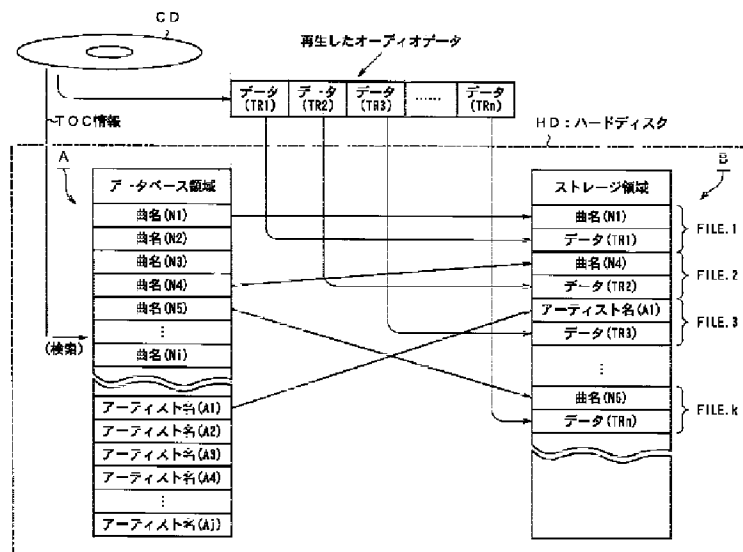 CD
再生したオーディオデータ
データ
(TR1)
データ
(TR2)
データ
(TR3)
……
データ
(TRn)
TOC情報
HD:ハードディスク
A
データベース領域
曲名(N1)
曲名(N2)
曲名(N3)
曲名(N4)
曲名(N5)
⋮
曲名(Ni)
(検索)
アーティスト名(A1)
アーティスト名(A2)
アーティスト名(A3)
アーティスト名(A4)
⋮
アーティスト名(Aj)
B
ストレージ領域
曲名(N1)
データ(TR1)
FILE.1
曲名(N4)
データ(TR2)
FILE.2
アーティスト名(A1)
データ(TR3)
FILE.3
⋮
曲名(N5)
データ(TRn)
FILE.k